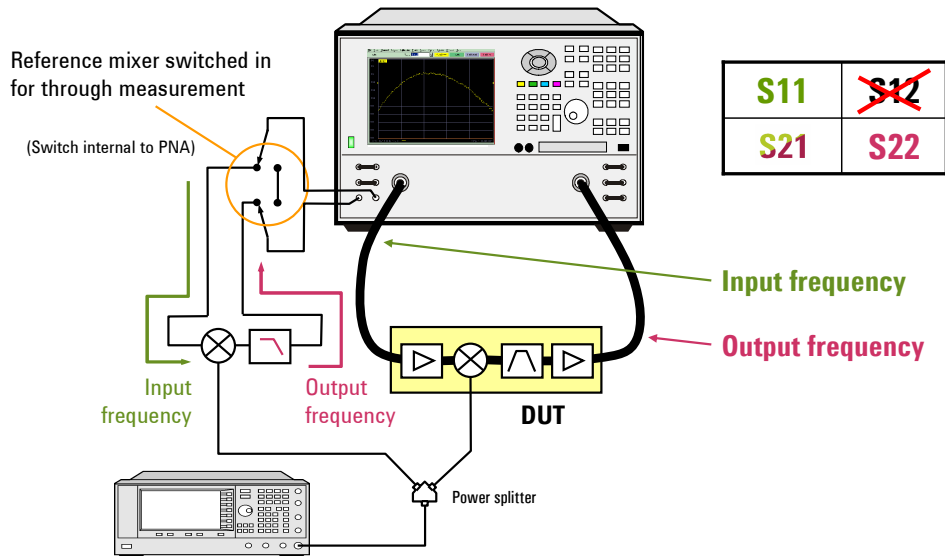 Reference mixer switched in
for through measurement
(Switch internal to PNA)
S11
S12
S21
S22
Input frequency
Output frequency
Input
frequency
Output
frequency
DUT
Power splitter